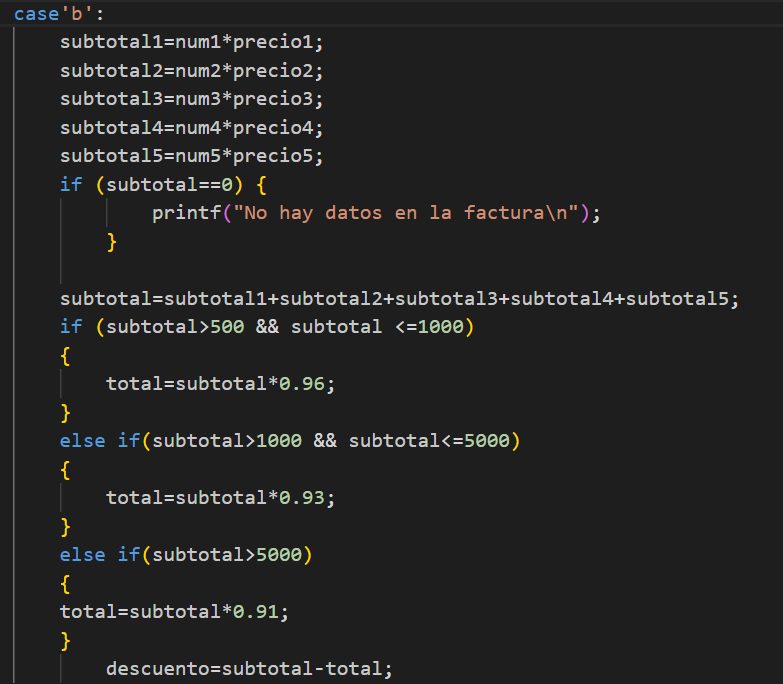 case'b':
subtotal1=num1*precio1;
subtotal2=num2*precio2;
subtotal3=num3*precio3;
subtotal4=num4*precio4;
subtotal5=num5*precio5;
if (subtotal==0) {
printf("No hay datos en la factura\n");
}
subtotal=subtotal1+subtotal2+subtotal3+subtotal4+subtotal5;
if (subtotal>500 && subtotal <=1000)
{
total=subtotal*0.96;
}
else if(subtotal>1000 && subtotal<=5000)
{
total=subtotal*0.93;
}
else if(subtotal>5000)
{
total=subtotal*0.91;
}
descuento=subtotal-total;